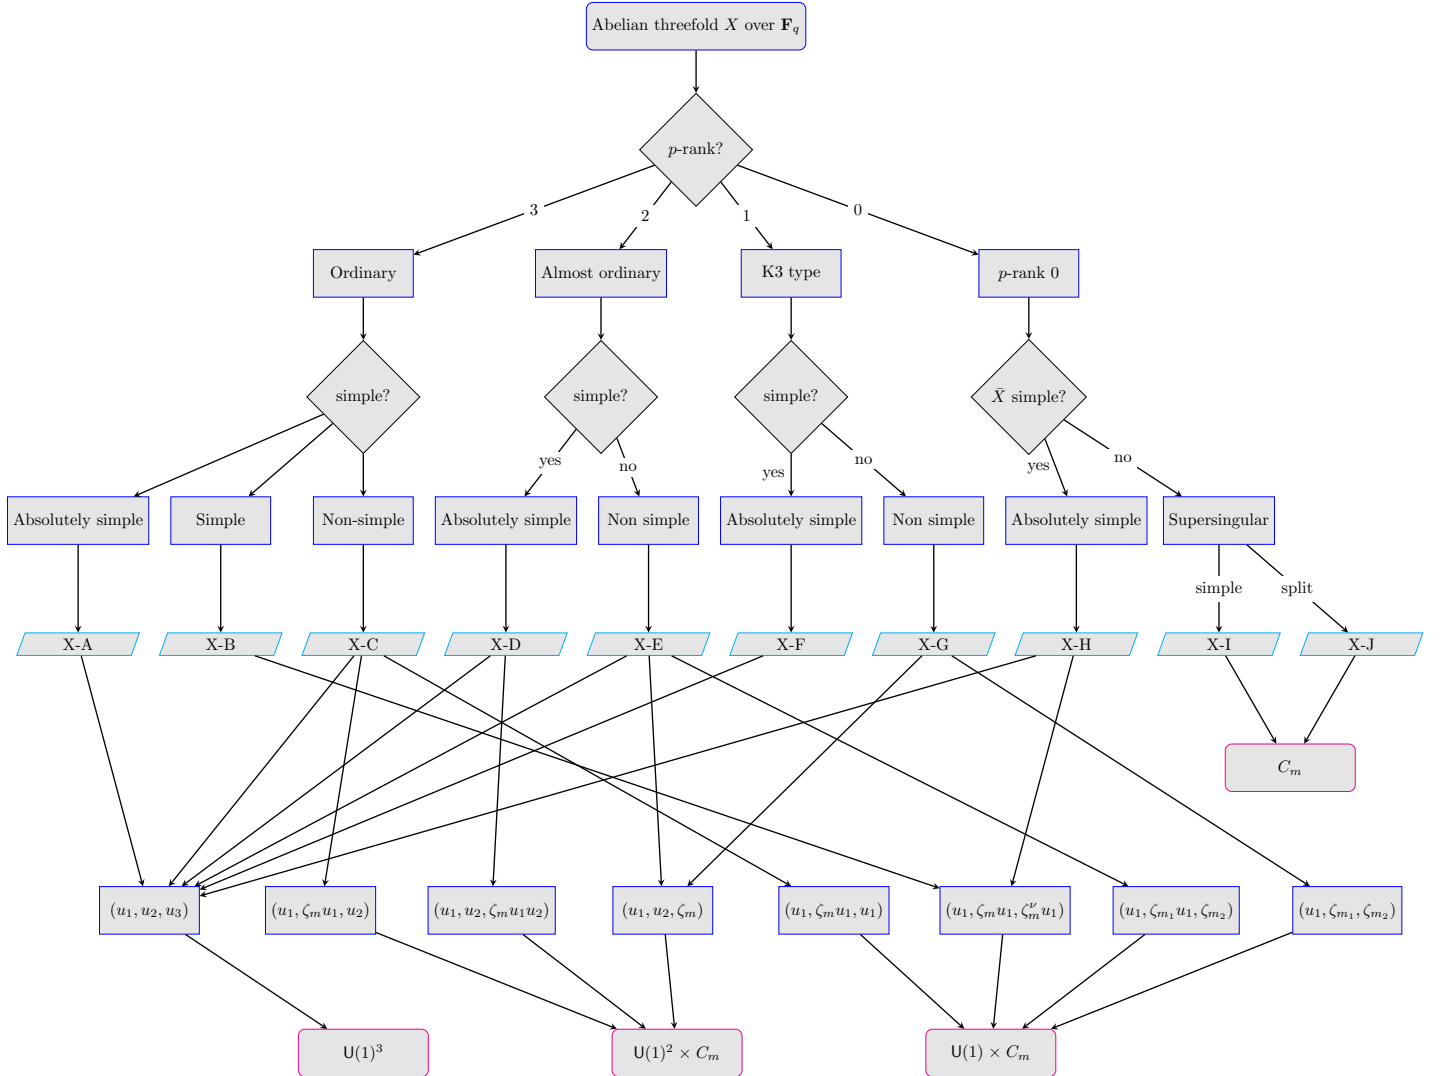 Abelian threefold X over F_q
p-rank?
3
2
1
0
Ordinary
Almost ordinary
K3 type
p-rank 0
simple?
simple?
simple?
X̄ simple?
yes
no
yes
no
yes
no
Absolutely simple
Simple
Non-simple
Absolutely simple
Non simple
Absolutely simple
Non simple
Absolutely simple
Supersingular
simple
split
X-A
X-B
X-C
X-D
X-E
X-F
X-G
X-H
X-I
X-J
C_m
(u_1, u_2, u_3)
(u_1, ζ_m u_1, u_2)
(u_1, u_2, ζ_m u_1 u_2)
(u_1, u_2, ζ_m)
(u_1, ζ_m u_1, u_1)
(u_1, ζ_m u_1, ζ_m^ν u_1)
(u_1, ζ_{m_1} u_1, ζ_{m_2})
(u_1, ζ_{m_1}, ζ_{m_2})
U(1)^3
U(1)^2 × C_m
U(1) × C_m